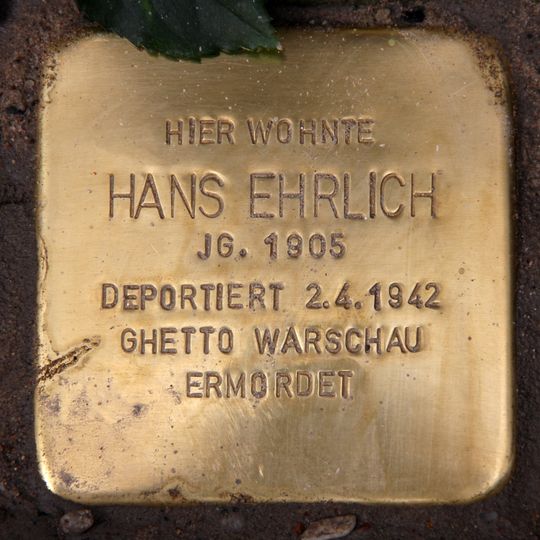 HIER WOHNTE
HANS EHRLICH
JG. 1905
DEPORTIERT 2.4.1942
GHETTO WARSCHAU
ERMORDET